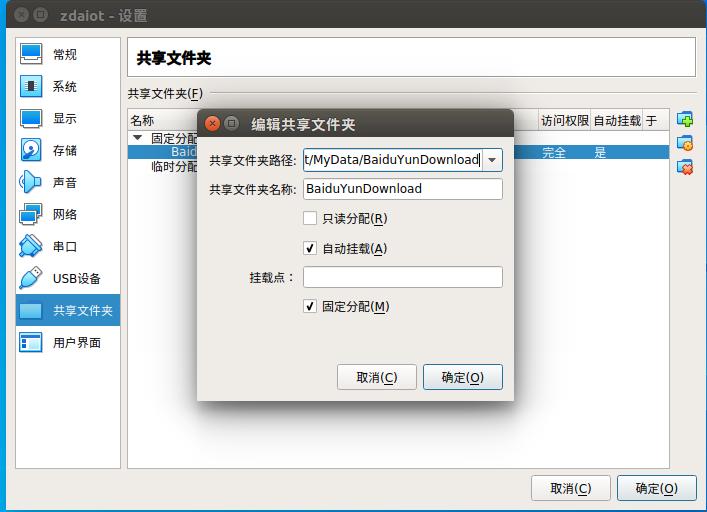 zdaiot - 设置
常规
系统
显示
存储
声音
网络
串口
USB设备
共享文件夹
用户界面
共享文件夹
共享文件夹(F)
名称 访问权限 自动挂载 于
固定分配
Baid 完全 是
临时分配
编辑共享文件夹
共享文件夹路径: t/MyData/BaiduYunDownload
共享文件夹名称: BaiduYunDownload
只读分配(R)
自动挂载(A)
挂载点：
固定分配(M)
取消(C) 确定(O)
取消(C) 确定(O)